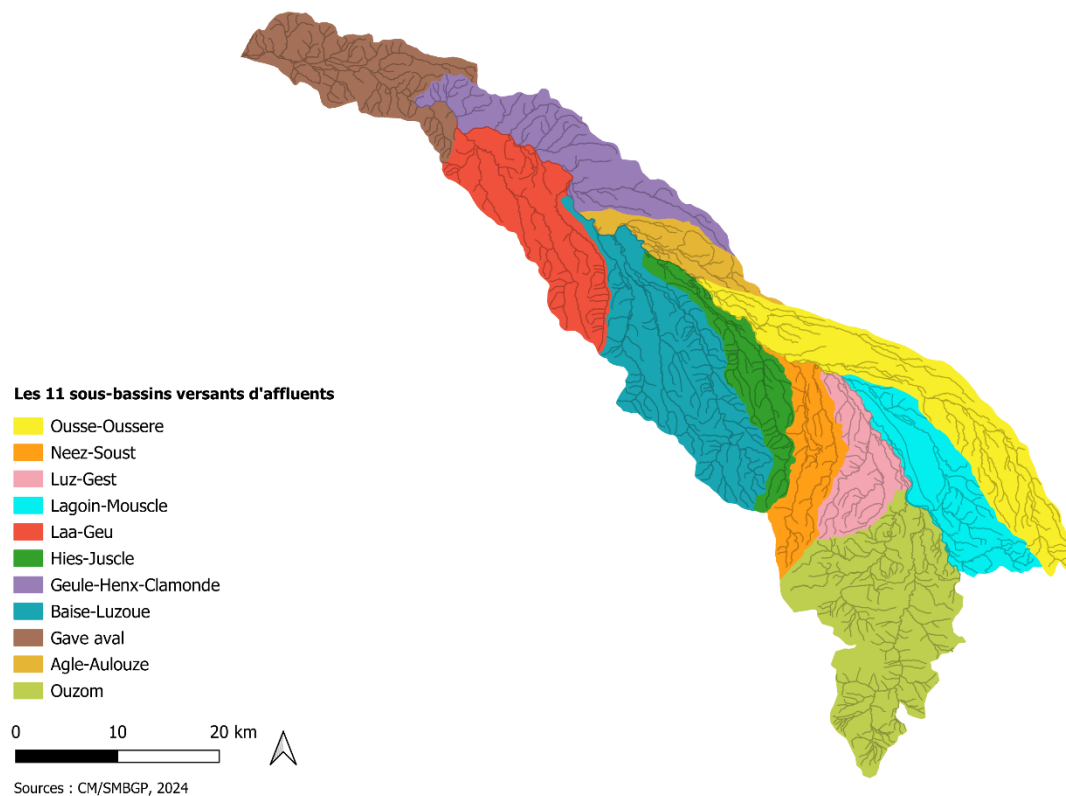 Les 11 sous-bassins versants d'affluents
Ousse-Oussere
Neez-Soust
Luz-Gest
Lagoin-Mouscle
Laa-Geu
Hies-Juscle
Geule-Henx-Clamonde
Baise-Luzoue
Gave aval
Agle-Aulouze
Ouzom
0 10 20 km
Sources : CM/SMBGP, 2024